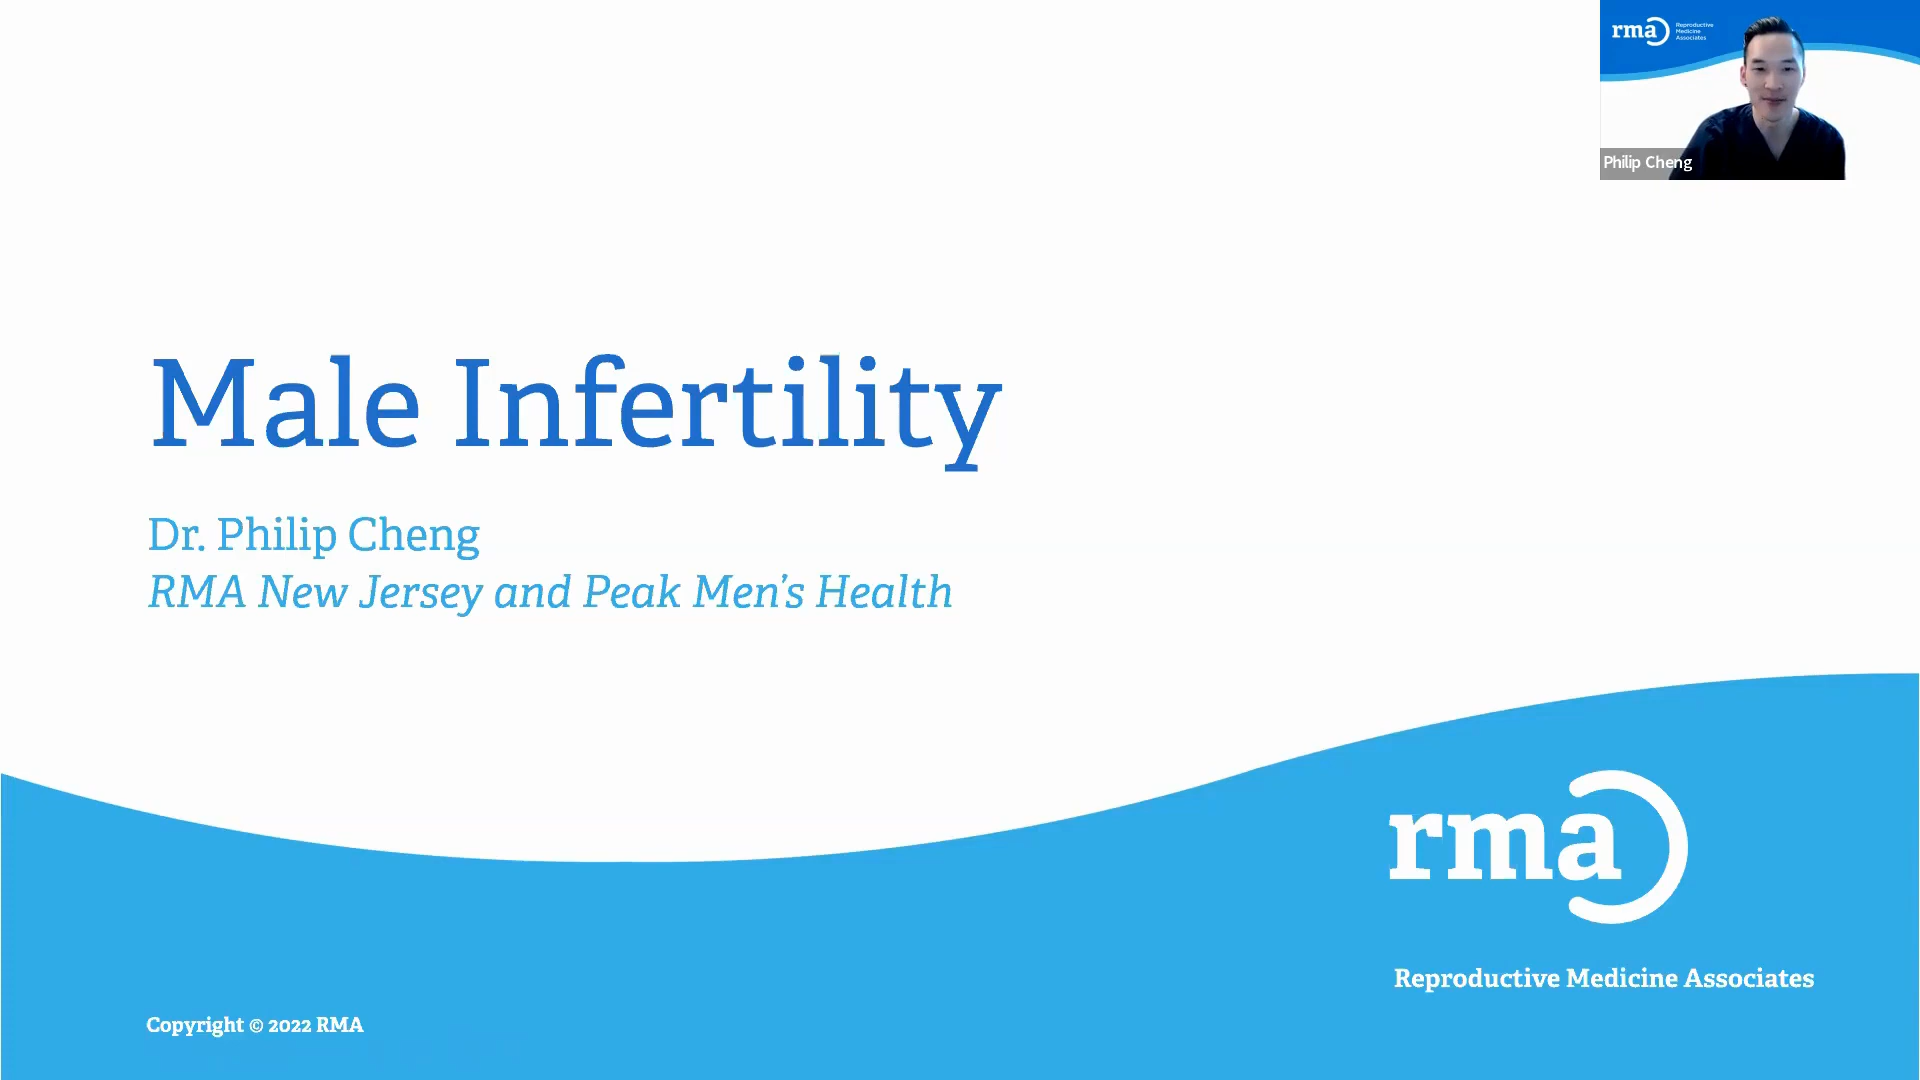 rma
Reproductive
Medicine
Associates
Philip Cheng
Male Infertility
Dr. Philip Cheng
RMA New Jersey and Peak Men's Health
rma
Reproductive Medicine Associates
Copyright © 2022 RMA